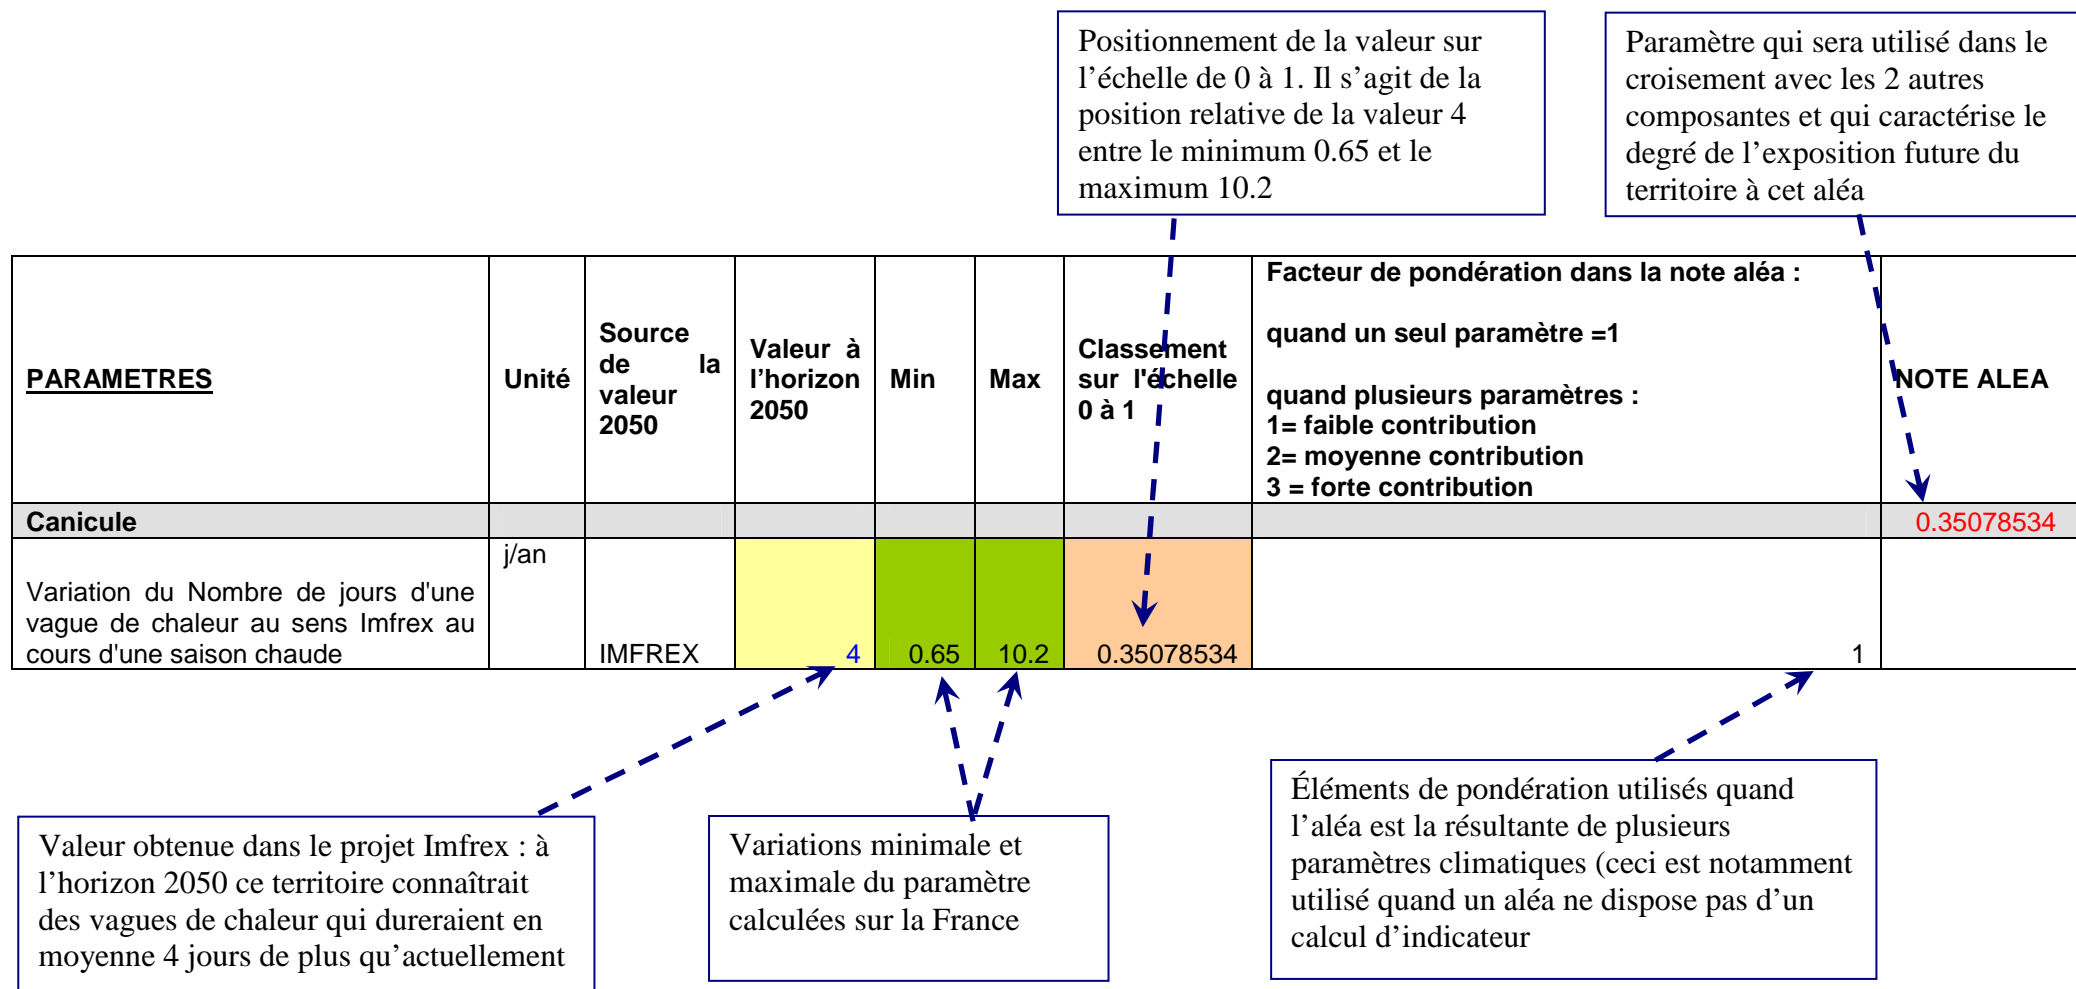 Positionnement de la valeur sur
l’échelle de 0 à 1. Il s’agit de la
position relative de la valeur 4
entre le minimum 0.65 et le
maximum 10.2
Paramètre qui sera utilisé dans le
croisement avec les 2 autres
composantes et qui caractérise le
degré de l’exposition future du
territoire à cet aléa
PARAMETRES
Unité
Source
de la
valeur
2050
Valeur à
l’horizon
2050
Min
Max
Classement
sur l'échelle
0 à 1
Facteur de pondération dans la note aléa :
quand un seul paramètre =1
quand plusieurs paramètres :
1= faible contribution
2= moyenne contribution
3 = forte contribution
NOTE ALEA
Canicule
0.35078534
Variation du Nombre de jours d'une
vague de chaleur au sens Imfrex au
cours d'une saison chaude
j/an
IMFREX
4
0.65
10.2
0.35078534
1
Valeur obtenue dans le projet Imfrex : à
l’horizon 2050 ce territoire connaîtrait
des vagues de chaleur qui dureraient en
moyenne 4 jours de plus qu’actuellement
Variations minimale et
maximale du paramètre
calculées sur la France
Éléments de pondération utilisés quand
l’aléa est la résultante de plusieurs
paramètres climatiques (ceci est notamment
utilisé quand un aléa ne dispose pas d’un
calcul d’indicateur